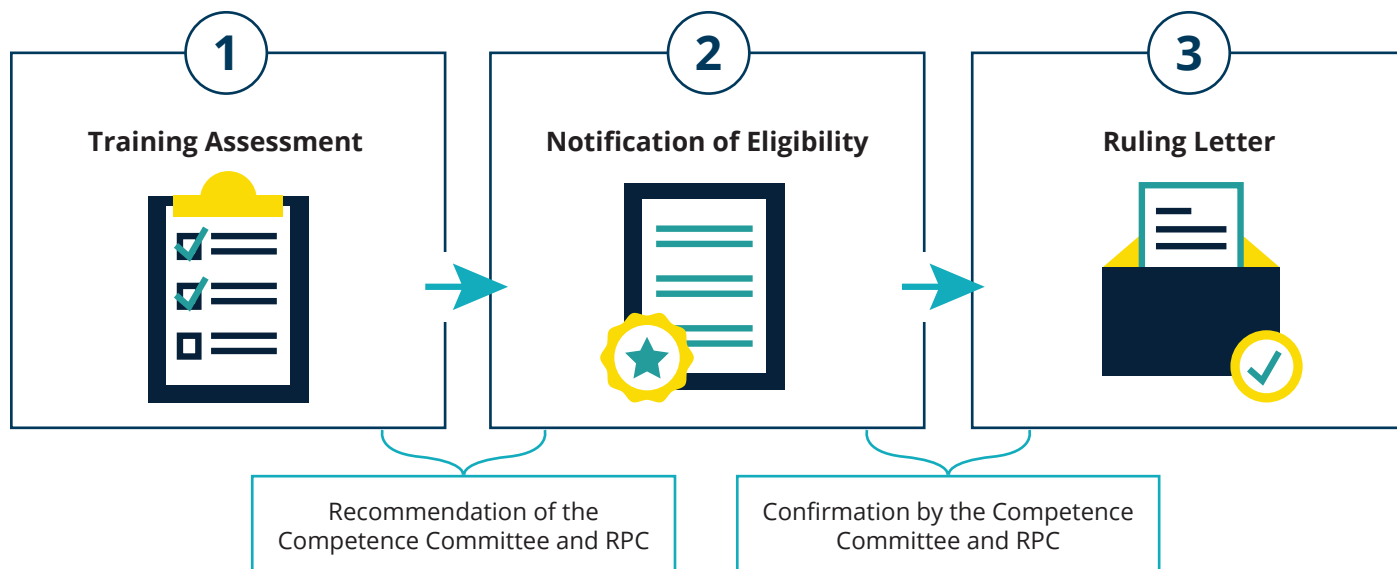 1
Training Assessment
2
Notification of Eligibility
3
Ruling Letter
Recommendation of the
Competence Committee and RPC
Confirmation by the Competence
Committee and RPC